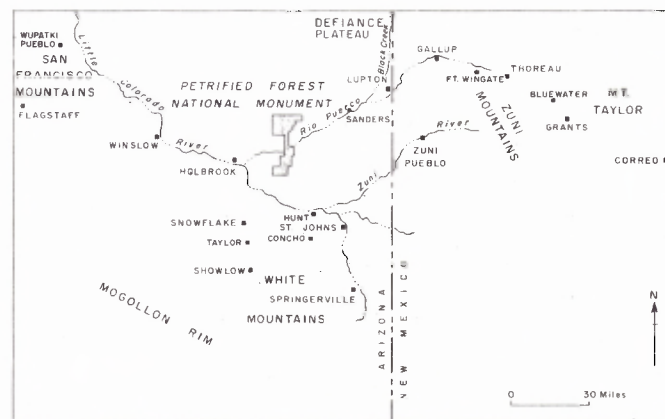 WUPATKI
PUEBLO
SAN
FRANCISCO
MOUNTAINS
FLAGSTAFF
Little
Colorado
River
WINSLOW
HOLBROOK
PETRIFIED FOREST
NATIONAL MONUMENT
DEFIANCE
PLATEAU
Black Creek
LUPTON
Rio Puerco
SANDERS
GALLUP
FT. WINGATE
THOREAU
ZUNI
MOUNTAINS
BLUEWATER
GRANTS
MT.
TAYLOR
CORREO
Zuni
River
ZUNI
PUEBLO
HUNT
ST JOHNS
CONCHO
SNOWFLAKE
TAYLOR
SHOWLOW
WHITE
MOUNTAINS
SPRINGERVILLE
MOGOLLON RIM
ARIZONA
NEW MEXICO
N
0 30 Miles